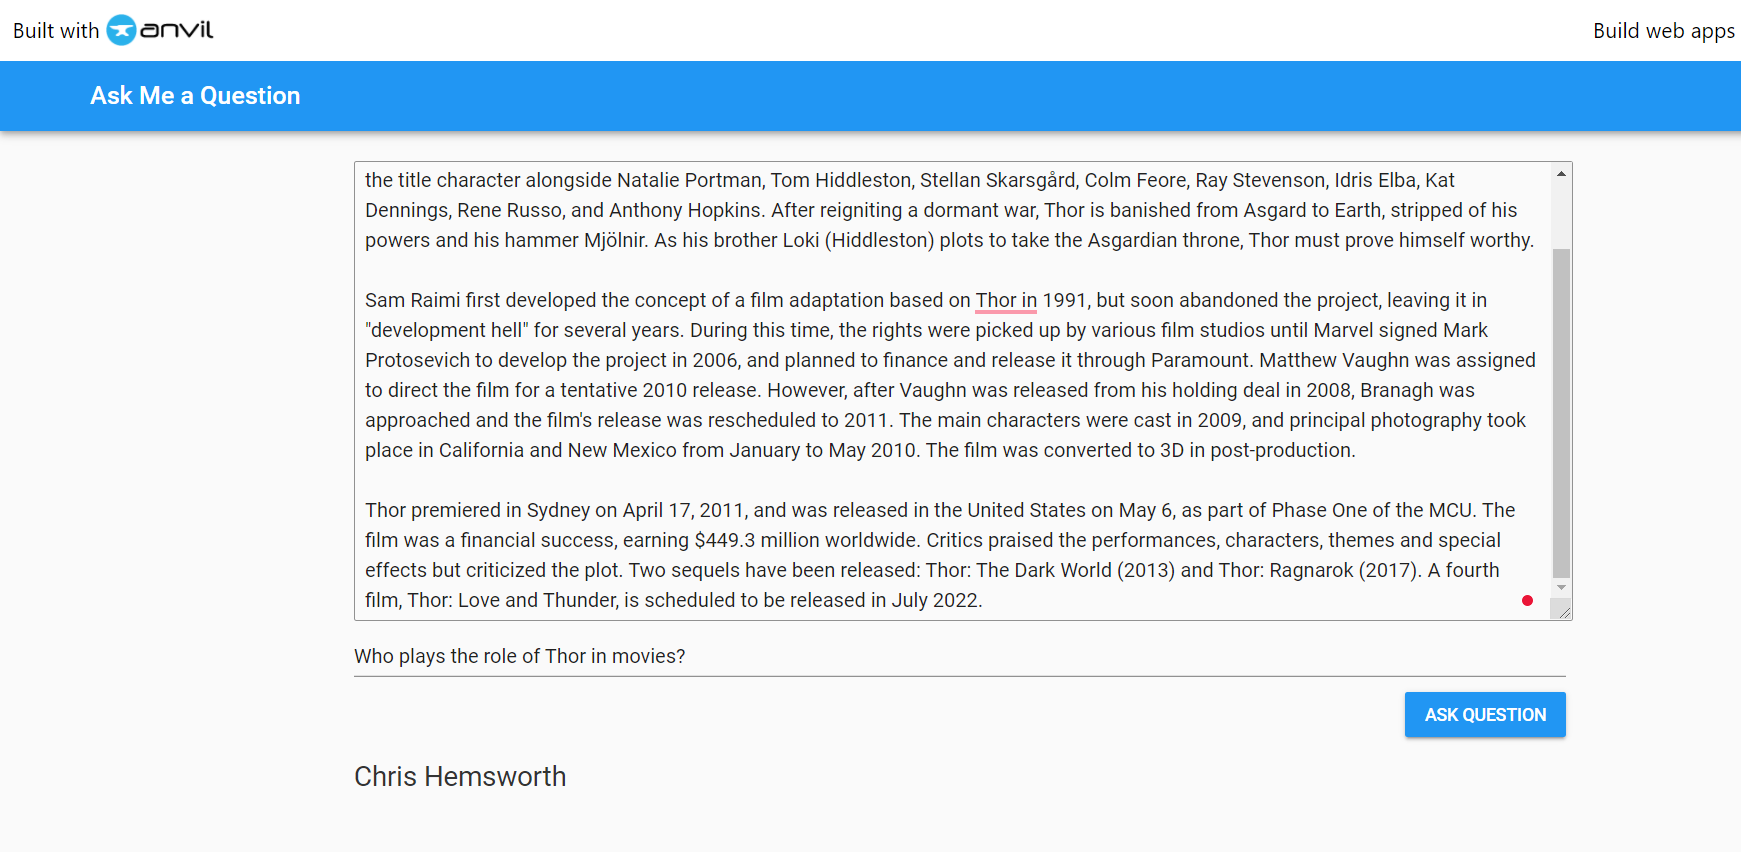 Built with anvil
Build web apps
Ask Me a Question
the title character alongside Natalie Portman, Tom Hiddleston, Stellan Skarsgård, Colm Feore, Ray Stevenson, Idris Elba, Kat
Dennings, Rene Russo, and Anthony Hopkins. After reigniting a dormant war, Thor is banished from Asgard to Earth, stripped of his
powers and his hammer Mjölnir. As his brother Loki (Hiddleston) plots to take the Asgardian throne, Thor must prove himself worthy.
Sam Raimi first developed the concept of a film adaptation based on Thor in 1991, but soon abandoned the project, leaving it in
"development hell" for several years. During this time, the rights were picked up by various film studios until Marvel signed Mark
Protosevich to develop the project in 2006, and planned to finance and release it through Paramount. Matthew Vaughn was assigned
to direct the film for a tentative 2010 release. However, after Vaughn was released from his holding deal in 2008, Branagh was
approached and the film's release was rescheduled to 2011. The main characters were cast in 2009, and principal photography took
place in California and New Mexico from January to May 2010. The film was converted to 3D in post-production.
Thor premiered in Sydney on April 17, 2011, and was released in the United States on May 6, as part of Phase One of the MCU. The
film was a financial success, earning $449.3 million worldwide. Critics praised the performances, characters, themes and special
effects but criticized the plot. Two sequels have been released: Thor: The Dark World (2013) and Thor: Ragnarok (2017). A fourth
film, Thor: Love and Thunder, is scheduled to be released in July 2022.
Who plays the role of Thor in movies?
ASK QUESTION
Chris Hemsworth